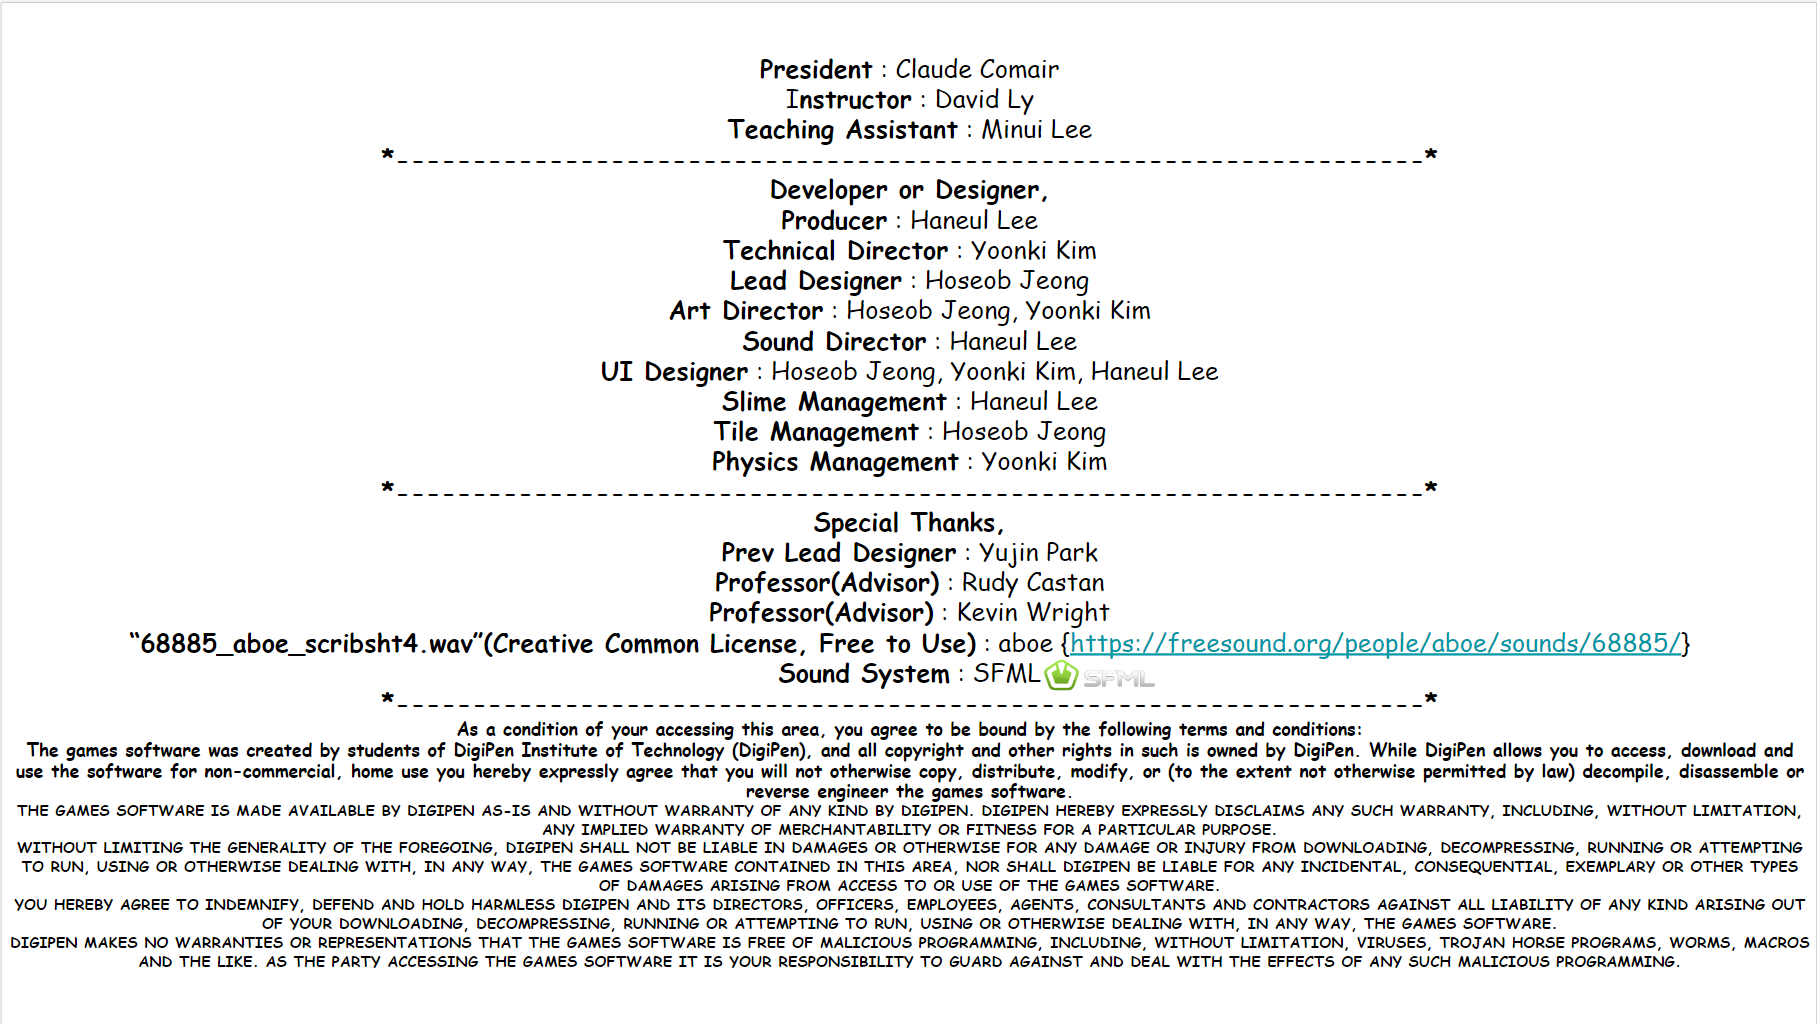 President : Claude Comair
Instructor : David Ly
Teaching Assistant : Minui Lee
*--------------------------------------------------------------------*
Developer or Designer,
Producer : Haneul Lee
Technical Director : Yoonki Kim
Lead Designer : Hoseob Jeong
Art Director : Hoseob Jeong, Yoonki Kim
Sound Director : Haneul Lee
UI Designer : Hoseob Jeong, Yoonki Kim, Haneul Lee
Slime Management : Haneul Lee
Tile Management : Hoseob Jeong
Physics Management : Yoonki Kim
*--------------------------------------------------------------------*
Special Thanks,
Prev Lead Designer : Yujin Park
Professor(Advisor) : Rudy Castan
Professor(Advisor) : Kevin Wright
“68885_aboe_scribsht4.wav”(Creative Common License, Free to Use) : aboe {https://freesound.org/people/aboe/sounds/68885/}
Sound System : SFML SFML
*--------------------------------------------------------------------*
As a condition of your accessing this area, you agree to be bound by the following terms and conditions:
The games software was created by students of DigiPen Institute of Technology (DigiPen), and all copyright and other rights in such is owned by DigiPen. While DigiPen allows you to access, download and
use the software for non-commercial, home use you hereby expressly agree that you will not otherwise copy, distribute, modify, or (to the extent not otherwise permitted by law) decompile, disassemble or
reverse engineer the games software.
THE GAMES SOFTWARE IS MADE AVAILABLE BY DIGIPEN AS-IS AND WITHOUT WARRANTY OF ANY KIND BY DIGIPEN. DIGIPEN HEREBY EXPRESSLY DISCLAIMS ANY SUCH WARRANTY, INCLUDING, WITHOUT LIMITATION,
ANY IMPLIED WARRANTY OF MERCHANTABILITY OR FITNESS FOR A PARTICULAR PURPOSE.
WITHOUT LIMITING THE GENERALITY OF THE FOREGOING, DIGIPEN SHALL NOT BE LIABLE IN DAMAGES OR OTHERWISE FOR ANY DAMAGE OR INJURY FROM DOWNLOADING, DECOMPRESSING, RUNNING OR ATTEMPTING
TO RUN, USING OR OTHERWISE DEALING WITH, IN ANY WAY, THE GAMES SOFTWARE CONTAINED IN THIS AREA, NOR SHALL DIGIPEN BE LIABLE FOR ANY INCIDENTAL, CONSEQUENTIAL, EXEMPLARY OR OTHER TYPES
OF DAMAGES ARISING FROM ACCESS TO OR USE OF THE GAMES SOFTWARE.
YOU HEREBY AGREE TO INDEMNIFY, DEFEND AND HOLD HARMLESS DIGIPEN AND ITS DIRECTORS, OFFICERS, EMPLOYEES, AGENTS, CONSULTANTS AND CONTRACTORS AGAINST ALL LIABILITY OF ANY KIND ARISING OUT
OF YOUR DOWNLOADING, DECOMPRESSING, RUNNING OR ATTEMPTING TO RUN, USING OR OTHERWISE DEALING WITH, IN ANY WAY, THE GAMES SOFTWARE.
DIGIPEN MAKES NO WARRANTIES OR REPRESENTATIONS THAT THE GAMES SOFTWARE IS FREE OF MALICIOUS PROGRAMMING, INCLUDING, WITHOUT LIMITATION, VIRUSES, TROJAN HORSE PROGRAMS, WORMS, MACROS
AND THE LIKE. AS THE PARTY ACCESSING THE GAMES SOFTWARE IT IS YOUR RESPONSIBILITY TO GUARD AGAINST AND DEAL WITH THE EFFECTS OF ANY SUCH MALICIOUS PROGRAMMING.